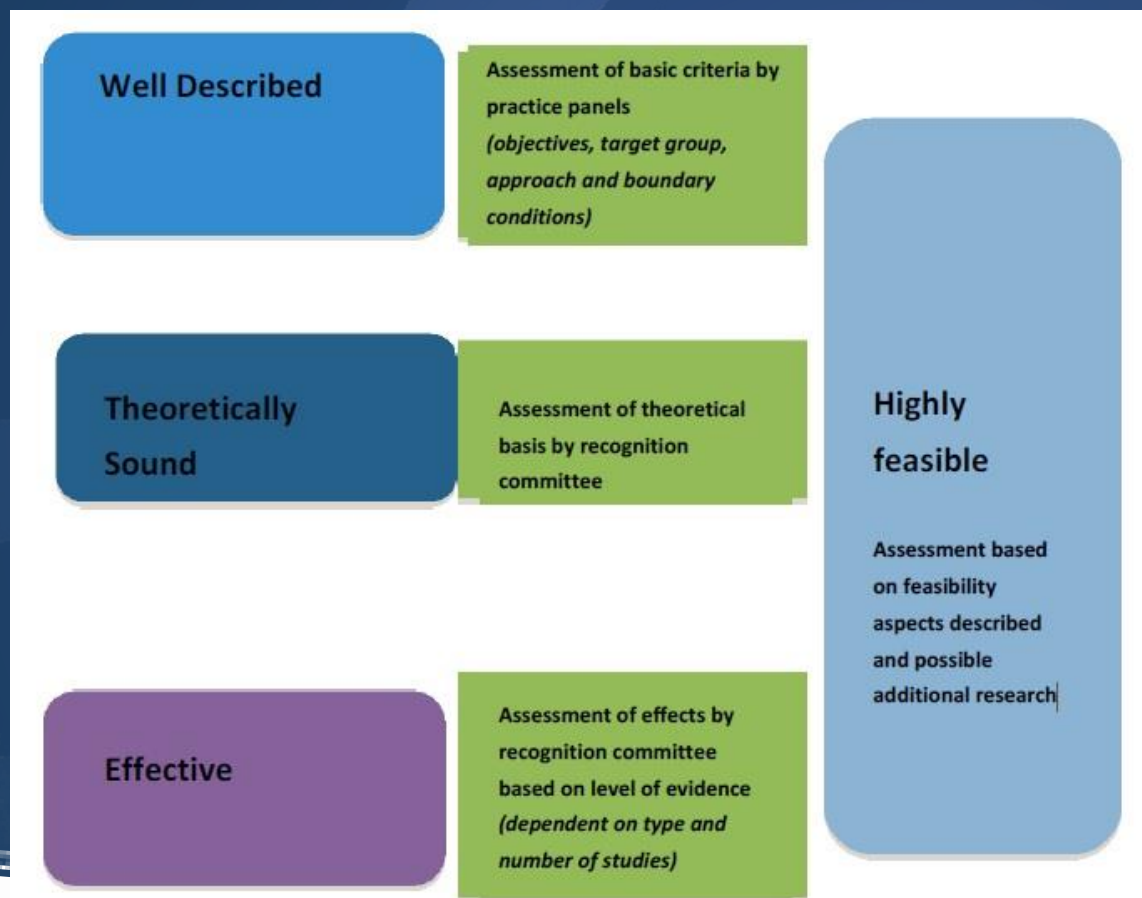 Well Described
Assessment of basic criteria by
practice panels
(objectives, target group,
approach and boundary
conditions)
Theoretically
Sound
Assessment of theoretical
basis by recognition
committee
Effective
Assessment of effects by
recognition committee
based on level of evidence
(dependent on type and
number of studies)
Highly
feasible
Assessment based
on feasibility
aspects described
and possible
additional research